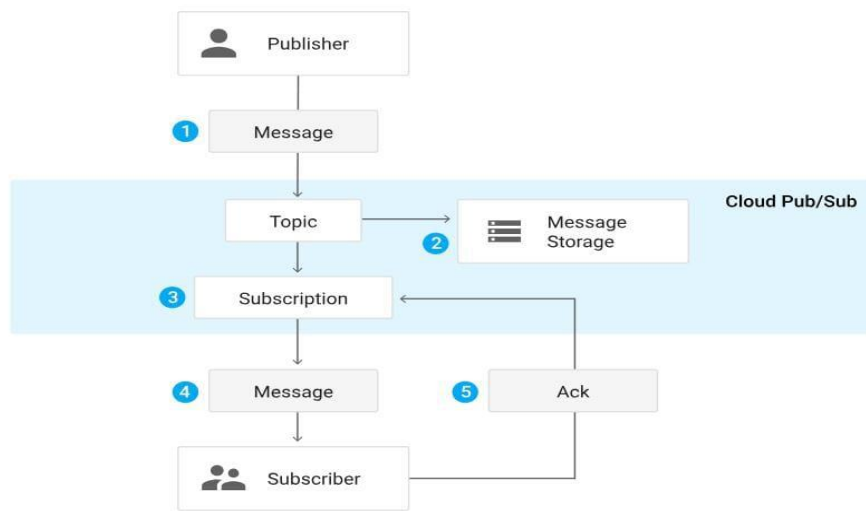 Publisher
1
Message
Cloud Pub/Sub
Topic
2
Message
Storage
3
Subscription
4
Message
5
Ack
Subscriber